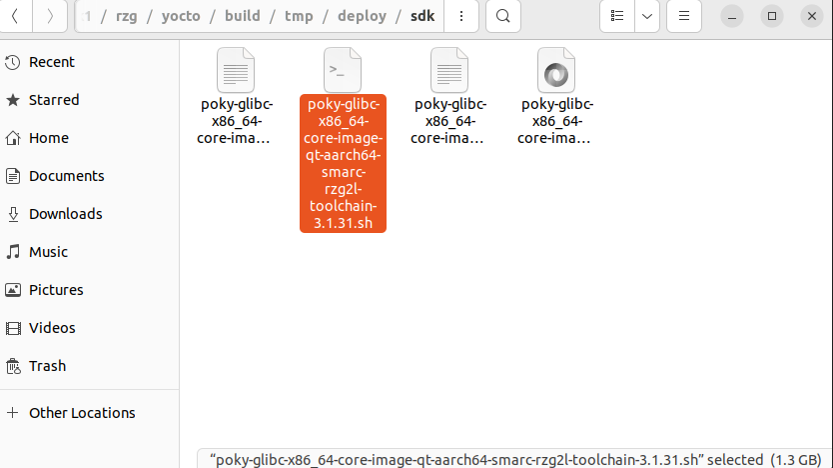 1 / rzg / yocto / build / tmp / deploy / sdk
Recent
Starred
Home
Documents
Downloads
Music
Pictures
Videos
Trash
Other Locations
poky-glibc-
x86_64-
core-ima...
>_
poky-glibc-
x86_64-
core-image-
qt-aarch64-
smarc-
rzg2l-
toolchain-
3.1.31.sh
poky-glibc-
x86_64-
core-ima...
poky-glibc-
x86_64-
core-ima...
“poky-glibc-x86_64-core-image-qt-aarch64-smarc-rzg2l-toolchain-3.1.31.sh” selected (1.3 GB)